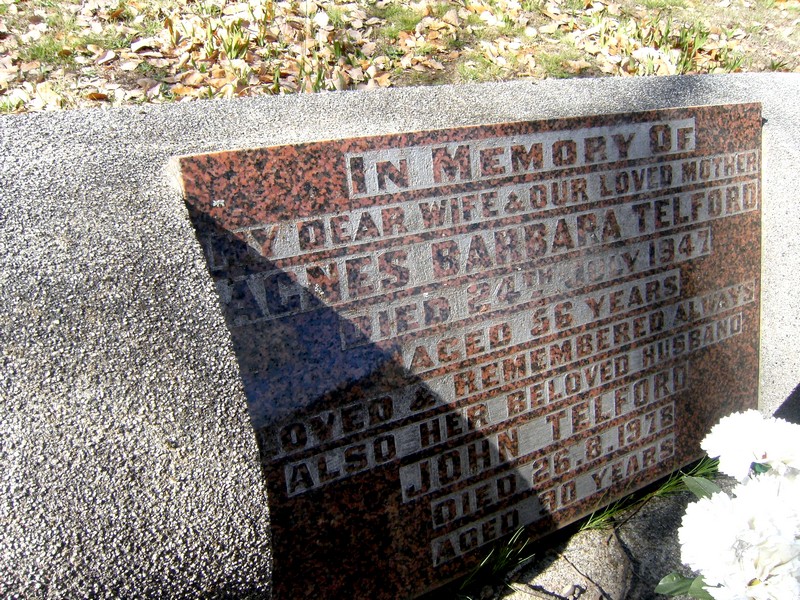 IN MEMORY OF
MY DEAR WIFE & OUR LOVED MOTHER
AGNES BARBARA TELFORD
DIED 24TH JULY 1947
AGED 56 YEARS
LOVED & REMEMBERED ALWAYS
ALSO HER BELOVED HUSBAND
JOHN TELFORD
DIED 26.8.1978
AGED 90 YEARS